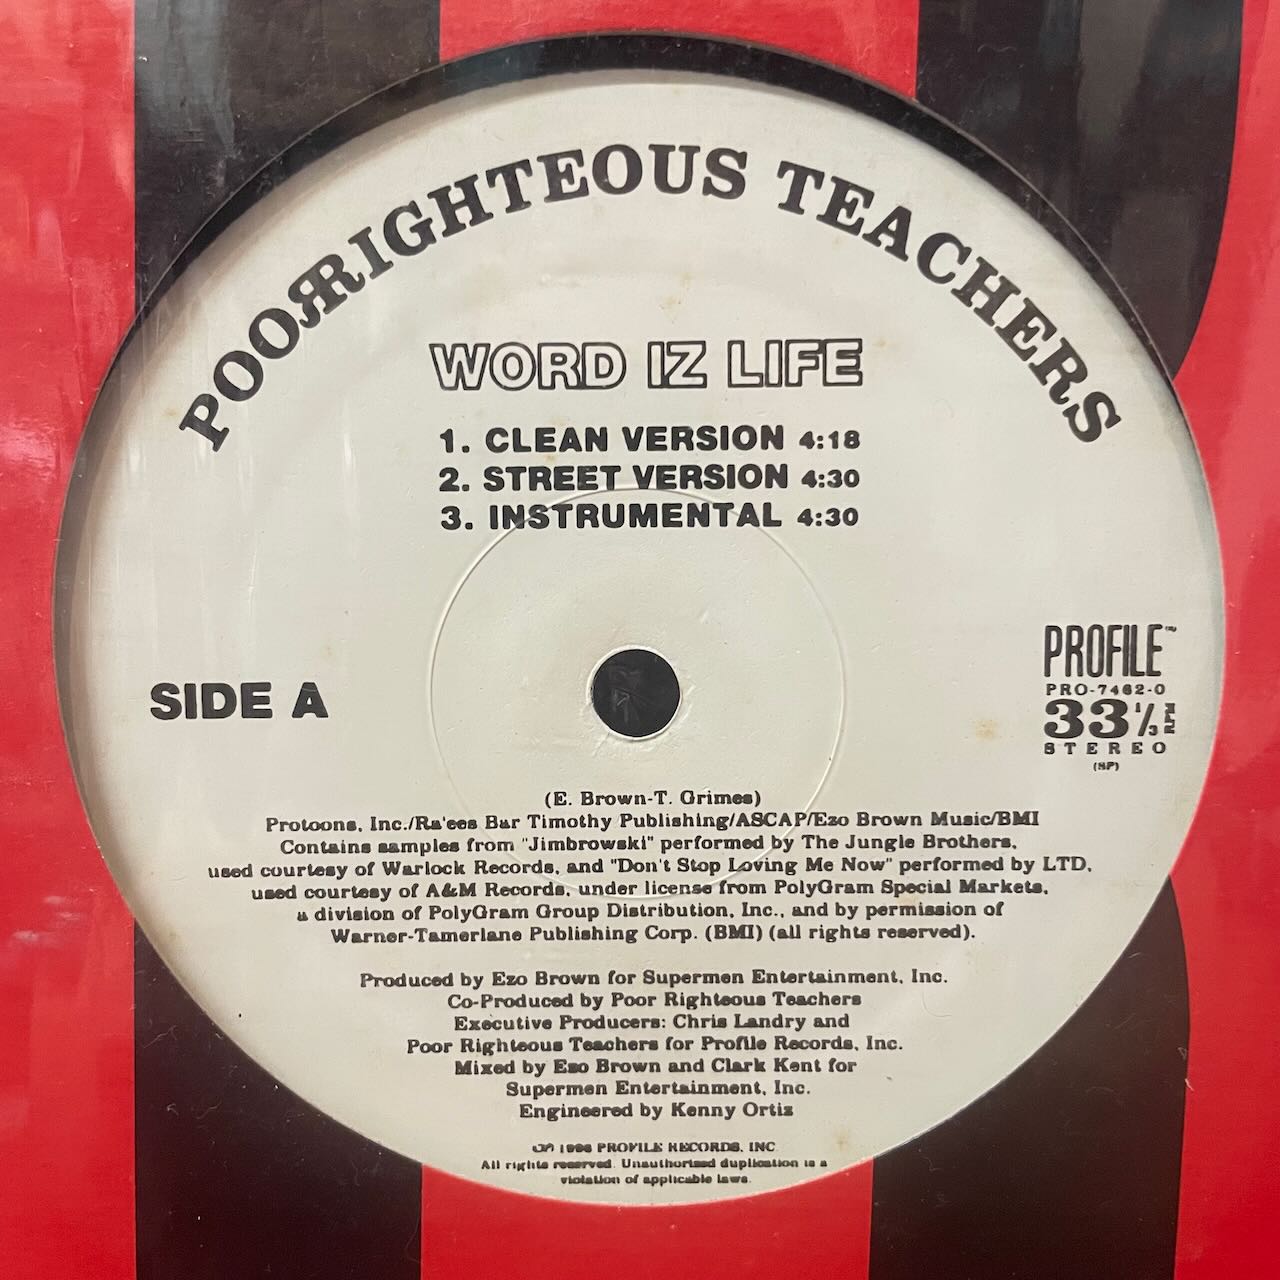 POOR RIGHTEOUS TEACHERS
WORD IZ LIFE
1. CLEAN VERSION 4:18
2. STREET VERSION 4:30
3. INSTRUMENTAL 4:30
SIDE A
PROFILE™
PRO-7462-0
33 1/3 RPM
STEREO
(SP)
(E. Brown-T. Grimes)
Protoons, Inc./Ra'ees Bar Timothy Publishing/ASCAP/Ezo Brown Music/BMI
Contains samples from "Jimbrowski" performed by The Jungle Brothers,
used courtesy of Warlock Records, and "Don't Stop Loving Me Now" performed by LTD,
used courtesy of A&M Records, under license from PolyGram Special Markets,
a division of PolyGram Group Distribution, Inc., and by permission of
Warner-Tamerlane Publishing Corp. (BMI) (all rights reserved).
Produced by Ezo Brown for Supermen Entertainment, Inc.
Co-Produced by Poor Righteous Teachers
Executive Producers: Chris Landry and
Poor Righteous Teachers for Profile Records, Inc.
Mixed by Ezo Brown and Clark Kent for
Supermen Entertainment, Inc.
Engineered by Kenny Ortiz
PROFILE RECORDS, INC
All rights reserved. Unauthorized duplication is a
violation of applicable laws.